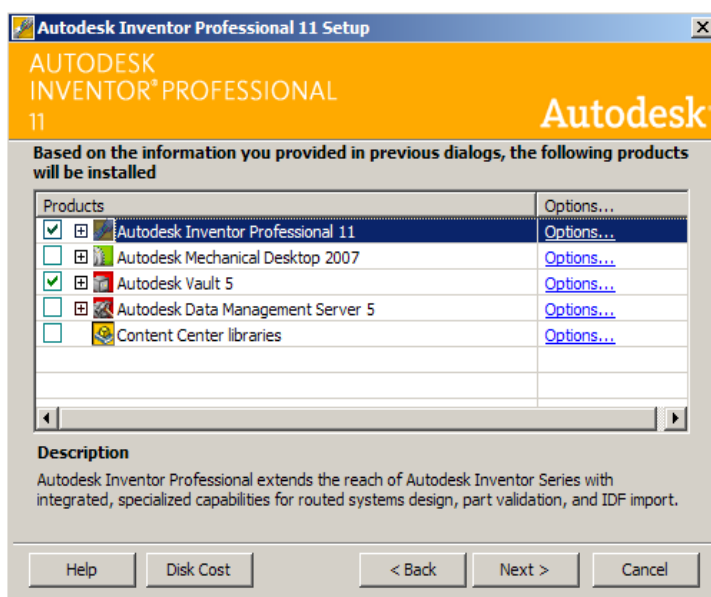 Autodesk Inventor Professional 11 Setup
AUTODESK
INVENTOR® PROFESSIONAL
11
Autodesk
Based on the information you provided in previous dialogs, the following products
will be installed
Products Options...
Autodesk Inventor Professional 11 Options...
Autodesk Mechanical Desktop 2007 Options...
Autodesk Vault 5 Options...
Autodesk Data Management Server 5 Options...
Content Center libraries Options...
Description
Autodesk Inventor Professional extends the reach of Autodesk Inventor Series with
integrated, specialized capabilities for routed systems design, part validation, and IDF import.
Help Disk Cost < Back Next > Cancel